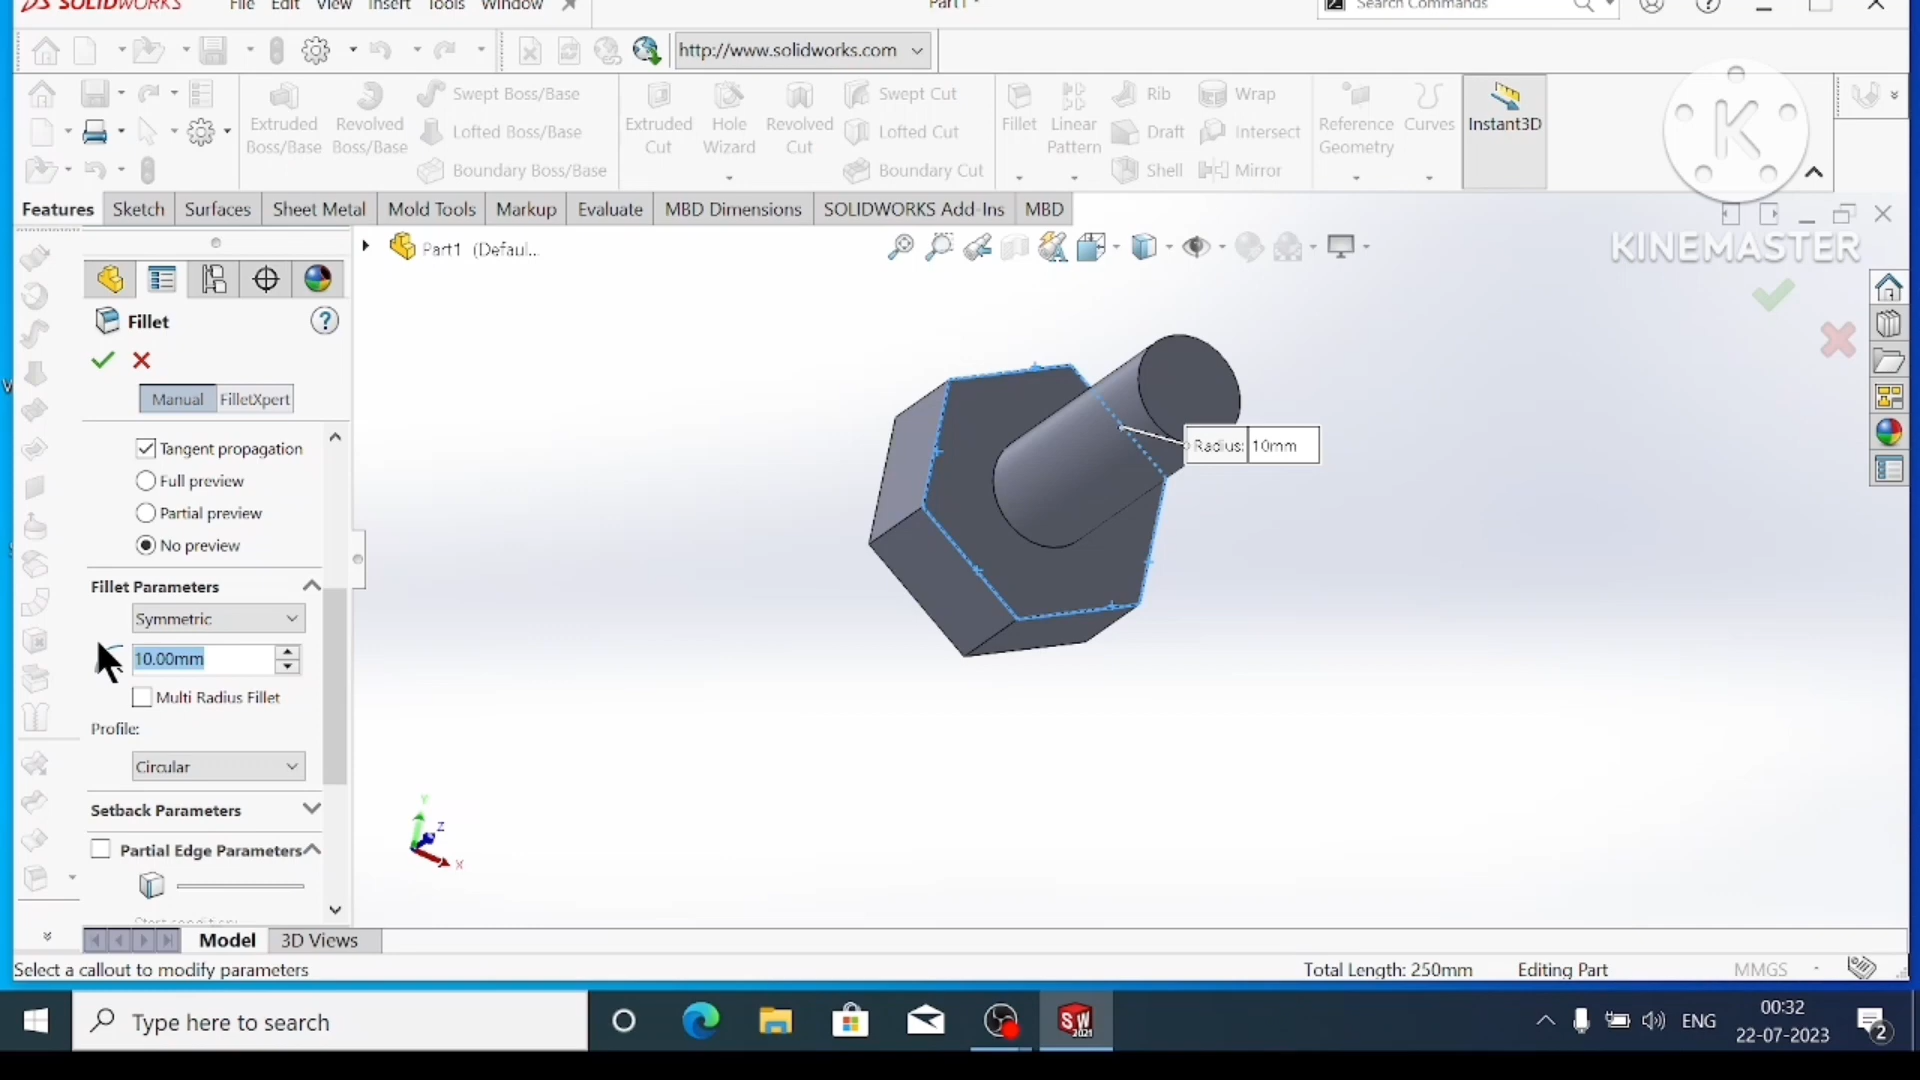 SOLIDWORKS File Edit View Insert Tools Window Part1 * Search Commands
http://www.solidworks.com
Extruded Boss/Base
Revolved Boss/Base
Swept Boss/Base
Lofted Boss/Base
Boundary Boss/Base
Extruded Cut
Hole Wizard
Revolved Cut
Swept Cut
Lofted Cut
Boundary Cut
Fillet
Linear Pattern
Rib
Draft
Shell
Wrap
Intersect
Mirror
Reference Geometry
Curves
Instant3D
K
KINEMASTER
Features Sketch Surfaces Sheet Metal Mold Tools Markup Evaluate MBD Dimensions SOLIDWORKS Add-Ins MBD
Part1 (Defaul...
Fillet
Manual FilletXpert
Tangent propagation
Full preview
Partial preview
No preview
Fillet Parameters
Symmetric
10.00mm
Multi Radius Fillet
Profile:
Circular
Setback Parameters
Partial Edge Parameters
Radius: 10mm
Y
Z
X
Model 3D Views
Select a callout to modify parameters Total Length: 250mm Editing Part MMGS
Type here to search
SW 2021
ENG
00:32
22-07-2023
2